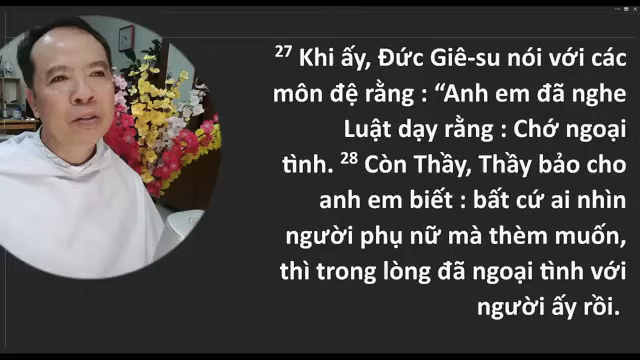 27 Khi ấy, Đức Giê-su nói với các
môn đệ rằng : “Anh em đã nghe
Luật dạy rằng : Chớ ngoại
tình. 28 Còn Thầy, Thầy bảo cho
anh em biết : bất cứ ai nhìn
người phụ nữ mà thèm muốn,
thì trong lòng đã ngoại tình với
người ấy rồi.